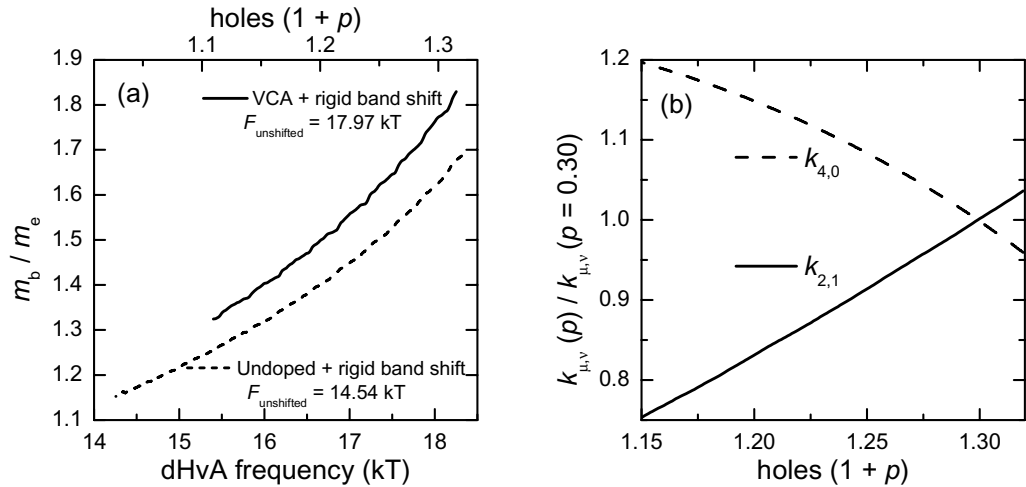 holes (1 + p)
1.1 1.2 1.3
1.9
1.8
1.7
1.6
1.5
1.4
1.3
1.2
1.1
m_b / m_e
(a)
VCA + rigid band shift
F_unshifted = 17.97 kT
Undoped + rigid band shift
F_unshifted = 14.54 kT
14 15 16 17 18
dHvA frequency (kT)
1.2
1.1
1.0
0.9
0.8
k_μ,ν (p) / k_μ,ν (p = 0.30)
(b)
k_4,0
k_2,1
1.15 1.20 1.25 1.30
holes (1 + p)